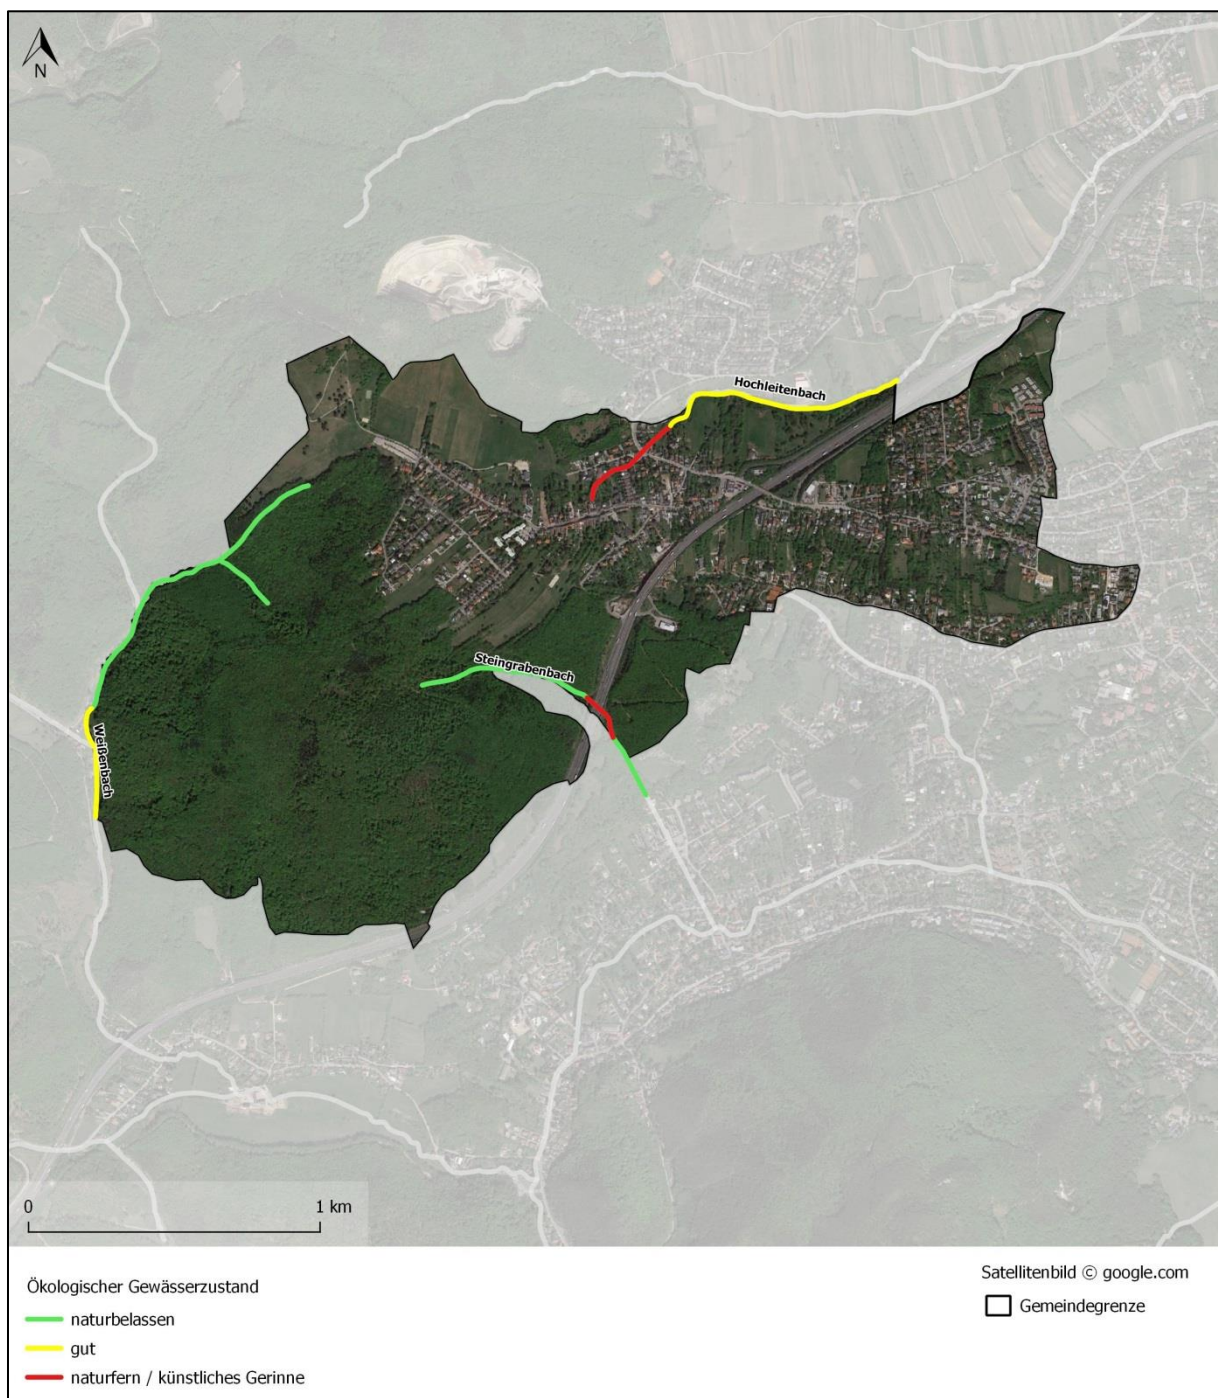 N
Hochleitenbach
Steingrabenbach
Weißenbach
0 1 km
Ökologischer Gewässerzustand
naturbelassen
gut
naturfern / künstliches Gerinne
Satellitenbild © google.com
Gemeindegrenze